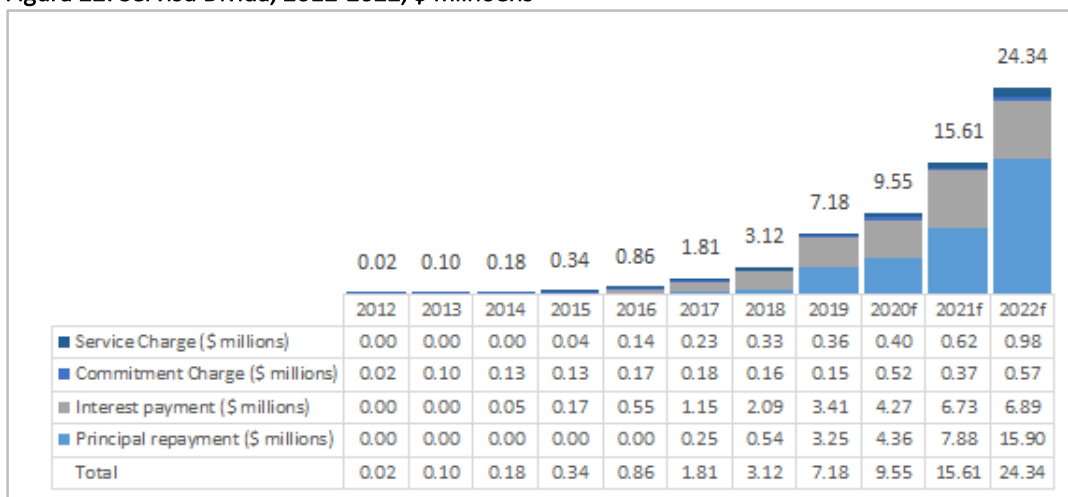 24.34
15.61
9.55
7.18
3.12
1.81
0.86
0.34
0.02 0.10 0.18
2012 2013 2014 2015 2016 2017 2018 2019 2020f 2021f 2022f
Service Charge ($ millions) 0.00 0.00 0.00 0.04 0.14 0.23 0.33 0.36 0.40 0.62 0.98
Commitment Charge ($ millions) 0.02 0.10 0.13 0.13 0.17 0.18 0.16 0.15 0.52 0.37 0.57
Interest payment ($ millions) 0.00 0.00 0.05 0.17 0.55 1.15 2.09 3.41 4.27 6.73 6.89
Principal repayment ($ millions) 0.00 0.00 0.00 0.00 0.00 0.25 0.54 3.25 4.36 7.88 15.90
Total 0.02 0.10 0.18 0.34 0.86 1.81 3.12 7.18 9.55 15.61 24.34